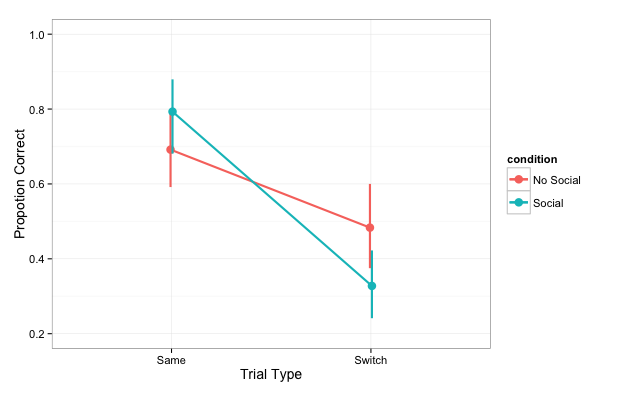 1.0
0.8
0.6
0.4
0.2
Propotion Correct
Same
Switch
Trial Type
condition
No Social
Social